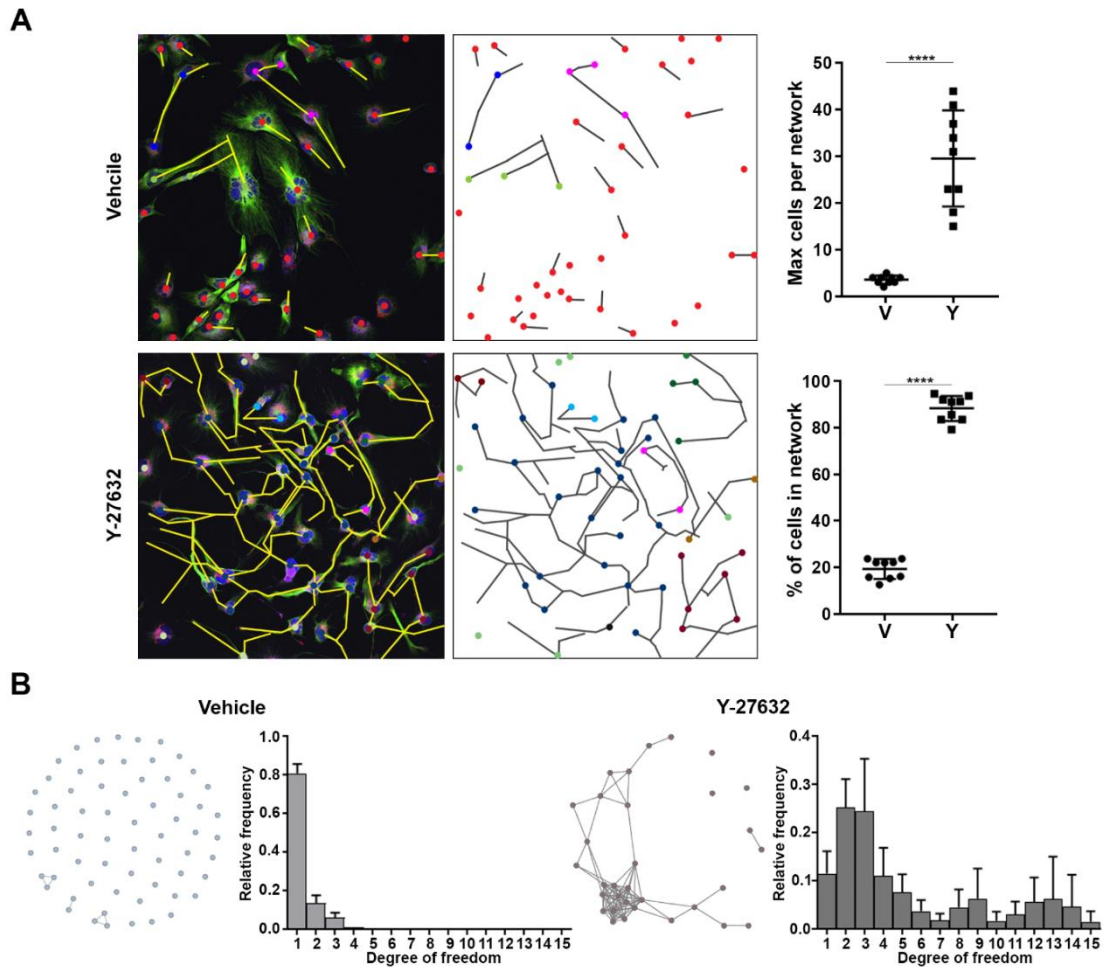 A
Vehcile
Max cells per network
50
40
30
20
10
0
****
V Y
Y-27632
% of cells in network
100
80
60
40
20
0
****
V Y
B
Vehicle
Relative frequency
1.0
0.8
0.6
0.4
0.2
0.0
1 2 3 4 5 6 7 8 9 10 11 12 13 14 15
Degree of freedom
Y-27632
Relative frequency
0.4
0.3
0.2
0.1
0.0
1 2 3 4 5 6 7 8 9 10 11 12 13 14 15
Degree of freedom